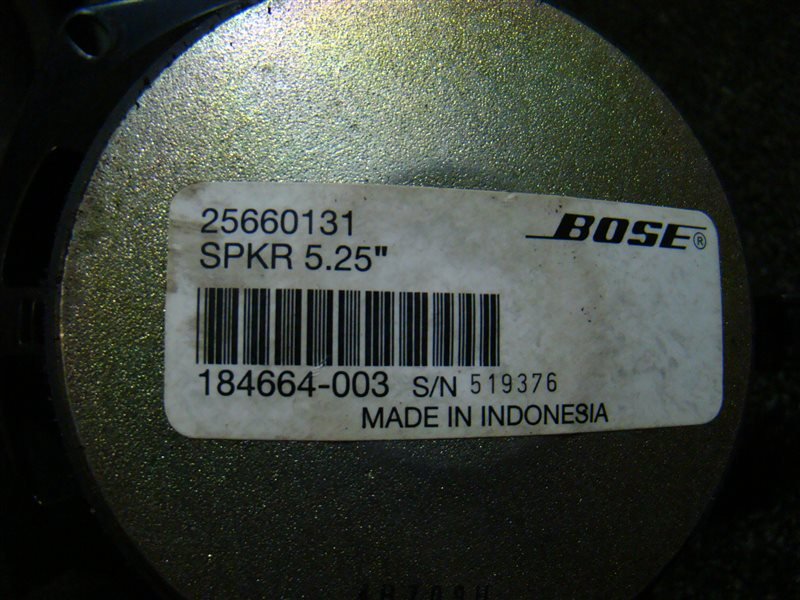 25660131
BOSE®
SPKR 5.25"
184664-003 S/N 519376
MADE IN INDONESIA